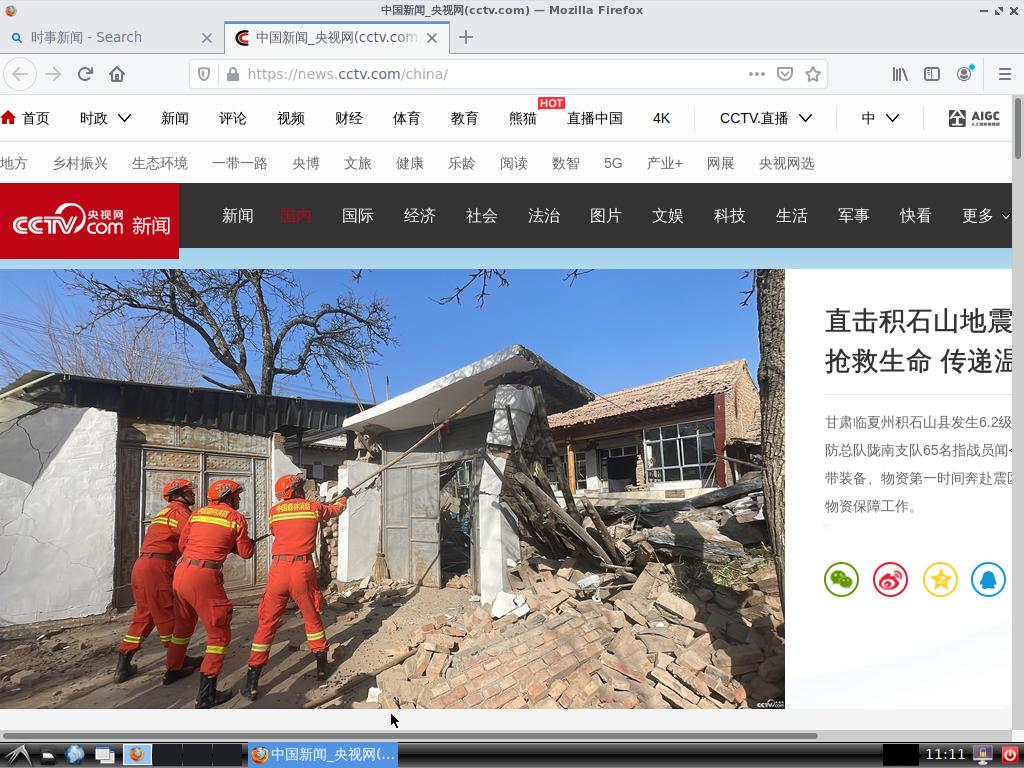 中国新闻_央视网(cctv.com) — Mozilla Firefox
时事新闻 - Search
中国新闻_央视网(cctv.com
https://news.cctv.com/china/
首页 时政 新闻 评论 视频 财经 体育 教育 熊猫 HOT 直播中国 4K CCTV.直播 中 AIGC
地方 乡村振兴 生态环境 一带一路 央博 文旅 健康 乐龄 阅读 数智 5G 产业+ 网展 央视网选
CCTV.com 央视网 新闻 新闻 国内 国际 经济 社会 法治 图片 文娱 科技 生活 军事 快看 更多
直击积石山地震
抢救生命 传递温
甘肃临夏州积石山县发生6.2级
防总队陇南支队65名指战员闻令
带装备、物资第一时间奔赴震区
物资保障工作。
中国新闻_央视网(...
11:11